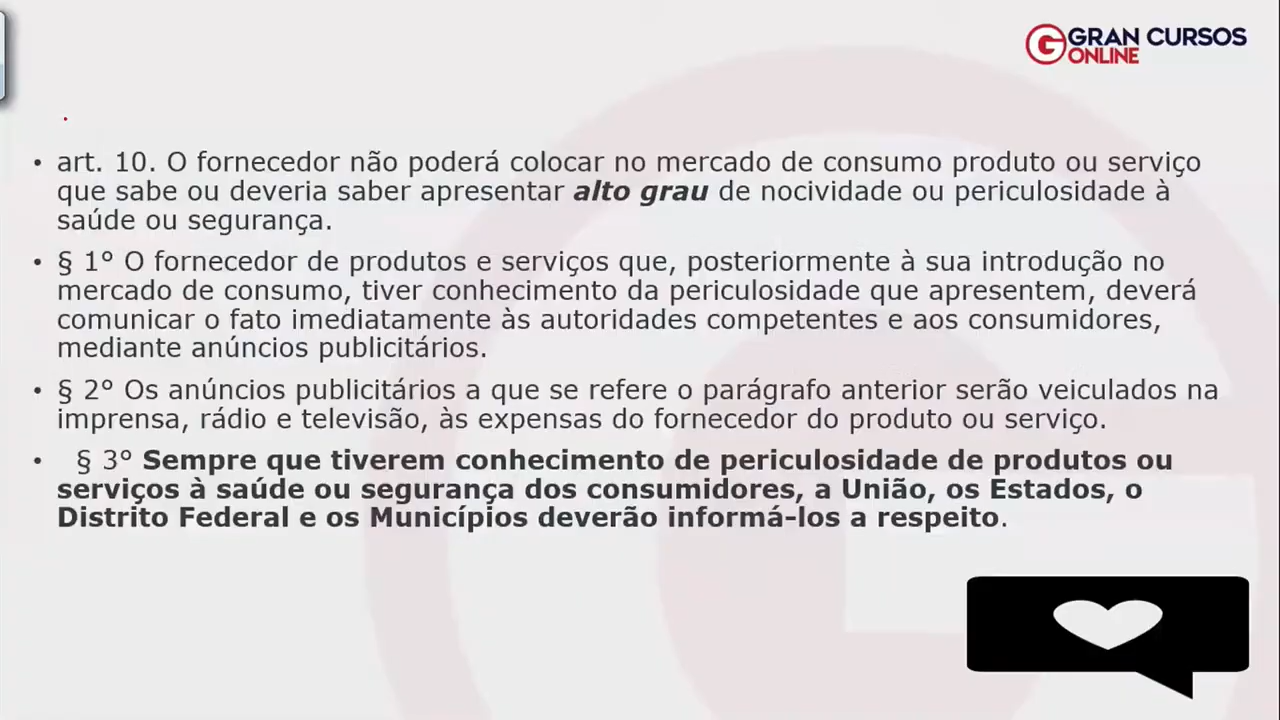 GRAN CURSOS
ONLINE
• art. 10. O fornecedor não poderá colocar no mercado de consumo produto ou serviço
que sabe ou deveria saber apresentar alto grau de nocividade ou periculosidade à
saúde ou segurança.
• § 1° O fornecedor de produtos e serviços que, posteriormente à sua introdução no
mercado de consumo, tiver conhecimento da periculosidade que apresentem, deverá
comunicar o fato imediatamente às autoridades competentes e aos consumidores,
mediante anúncios publicitários.
• § 2° Os anúncios publicitários a que se refere o parágrafo anterior serão veiculados na
imprensa, rádio e televisão, às expensas do fornecedor do produto ou serviço.
• § 3° Sempre que tiverem conhecimento de periculosidade de produtos ou
serviços à saúde ou segurança dos consumidores, a União, os Estados, o
Distrito Federal e os Municípios deverão informá-los a respeito.